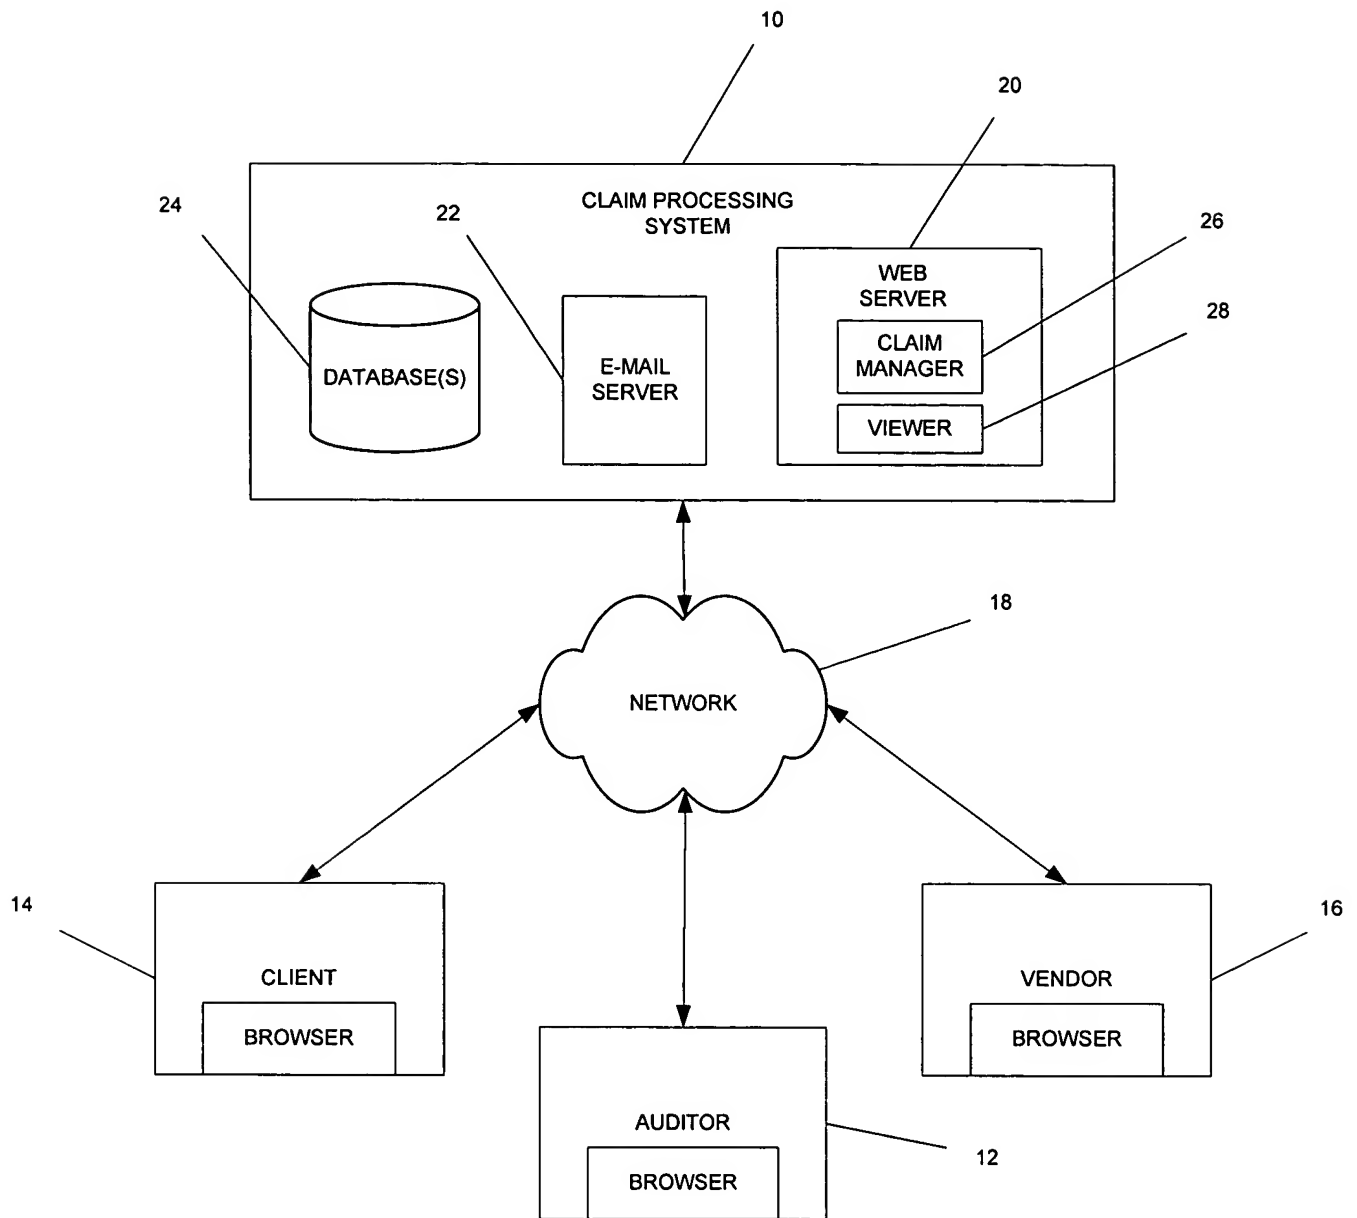 10
20
CLAIM PROCESSING
SYSTEM
24
22
26
WEB
SERVER
28
CLAIM
MANAGER
DATABASE(S)
E-MAIL
SERVER
VIEWER
18
NETWORK
14
16
CLIENT
BROWSER
VENDOR
BROWSER
AUDITOR
12
BROWSER